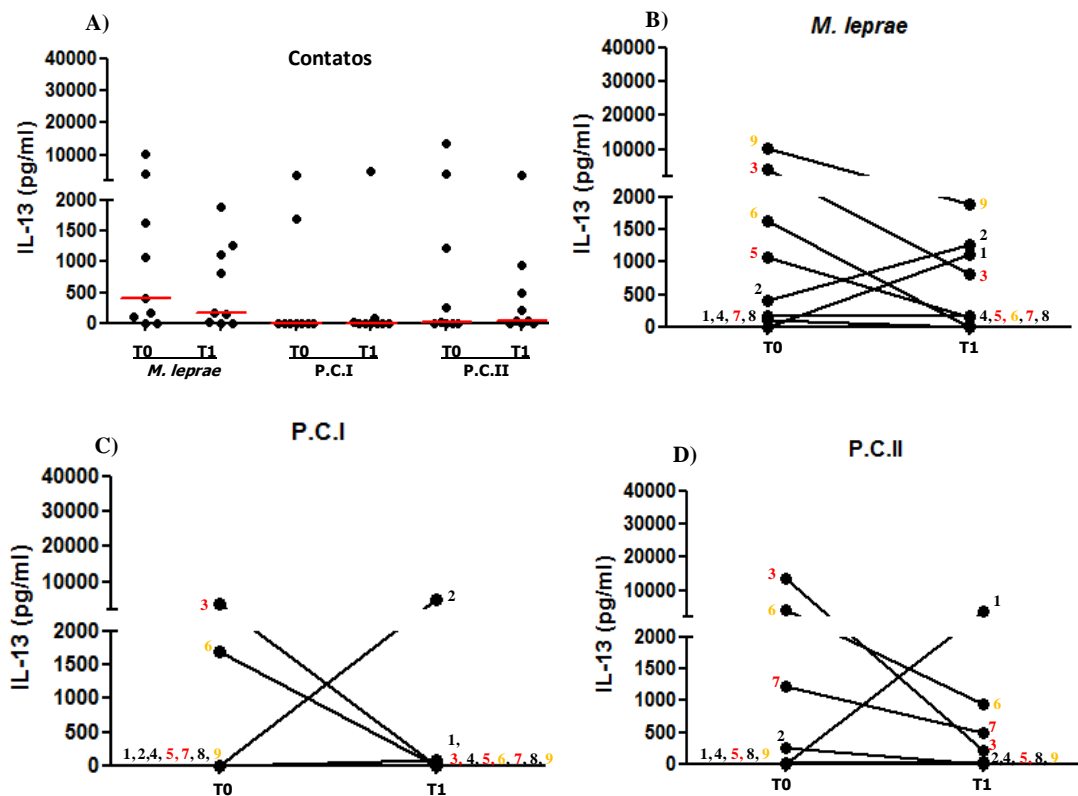 A)
Contatos
IL-13 (pg/ml)
40000
30000
20000
10000
2000
1500
1000
500
0
T0 T1 T0 T1 T0 T1
M. leprae P.C.I P.C.II
B)
M. leprae
IL-13 (pg/ml)
40000
30000
20000
10000
2000
1500
1000
500
0
9
3
6
5
2
1,4, 7, 8
9
2
1
3
4, 5, 6, 7, 8
T0 T1
C)
P.C.I
IL-13 (pg/ml)
40000
30000
20000
10000
2000
1500
1000
500
0
3
6
1,2,4, 5, 7, 8, 9
2
1,
3, 4, 5, 6, 7, 8, 9
T0 T1
D)
P.C.II
IL-13 (pg/ml)
40000
30000
20000
10000
2000
1500
1000
500
0
3
6
7
2
1,4, 5, 8, 9
1
6
7
3
2,4, 5, 8, 9
T0 T1